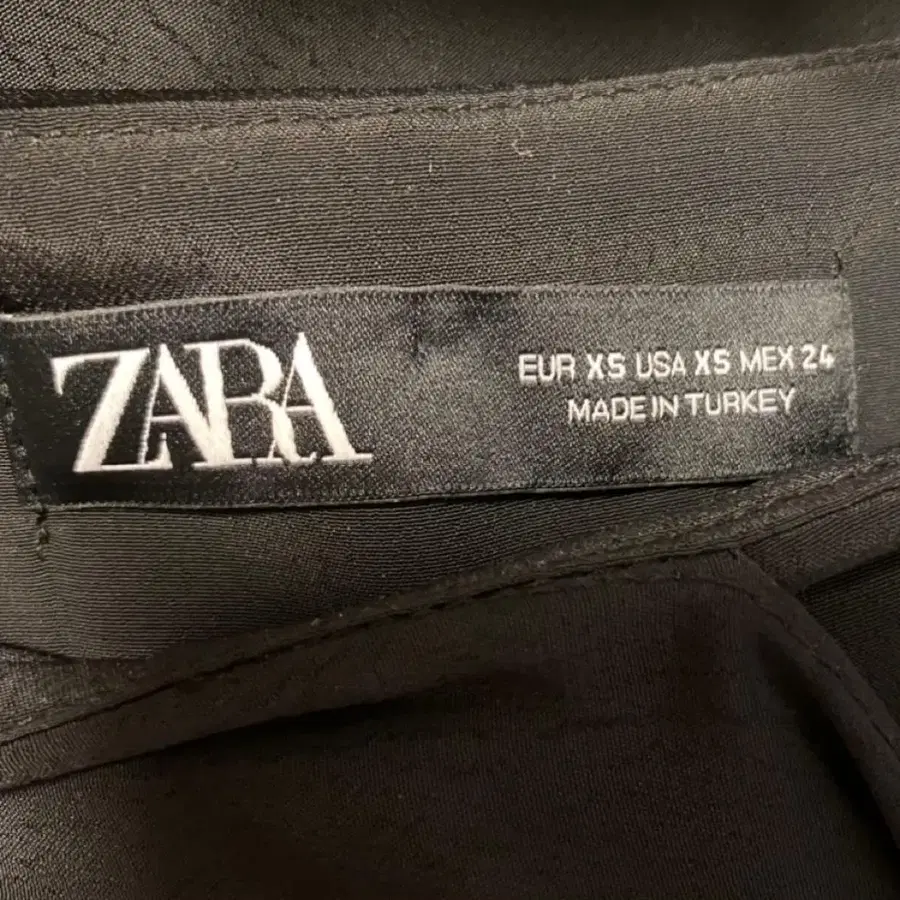 ZARA
EUR XS USA XS MEX 24
MADE IN TURKEY